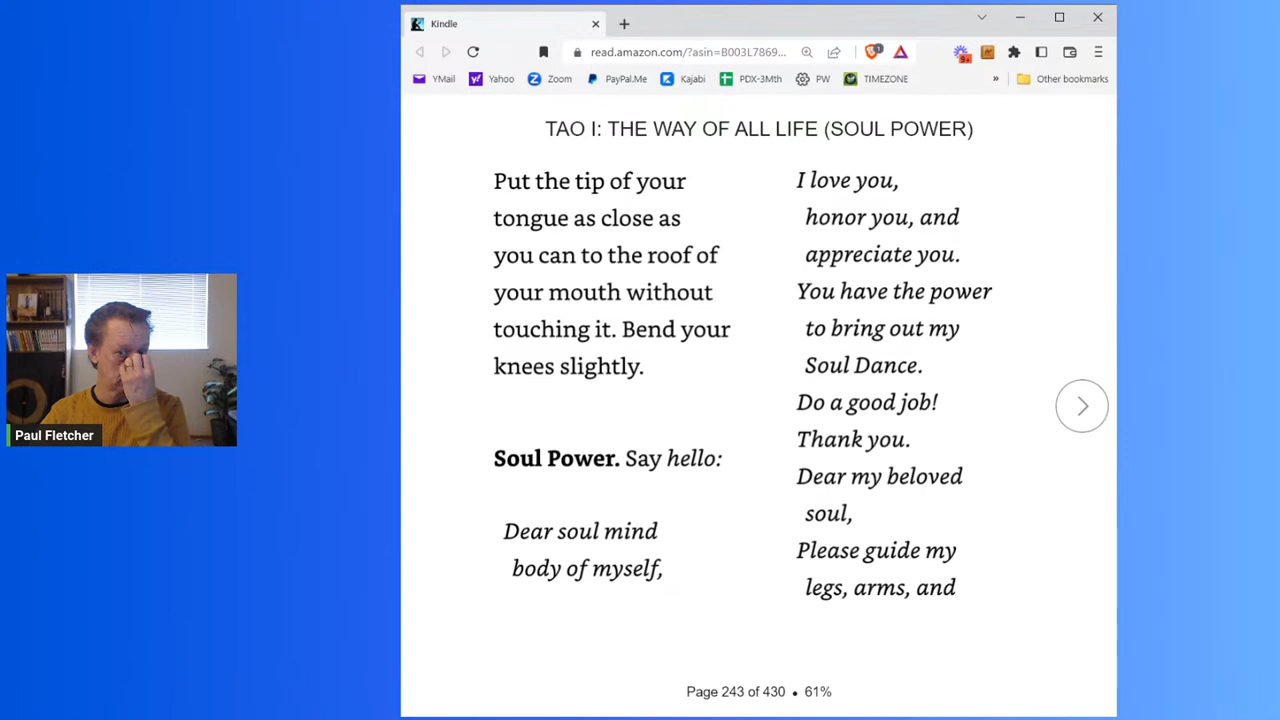 Kindle
read.amazon.com/?asin=B003L7869...
1
9+
YMail
Yahoo
Zoom
PayPal.Me
Kajabi
PDX-3Mth
PW
TIMEZONE
»
Other bookmarks
TAO I: THE WAY OF ALL LIFE (SOUL POWER)
Put the tip of your
tongue as close as
you can to the roof of
your mouth without
touching it. Bend your
knees slightly.
Soul Power. Say hello:
Dear soul mind
body of myself,
I love you,
honor you, and
appreciate you.
You have the power
to bring out my
Soul Dance.
Do a good job!
Thank you.
Dear my beloved
soul,
Please guide my
legs, arms, and
Page 243 of 430 • 61%
Paul Fletcher